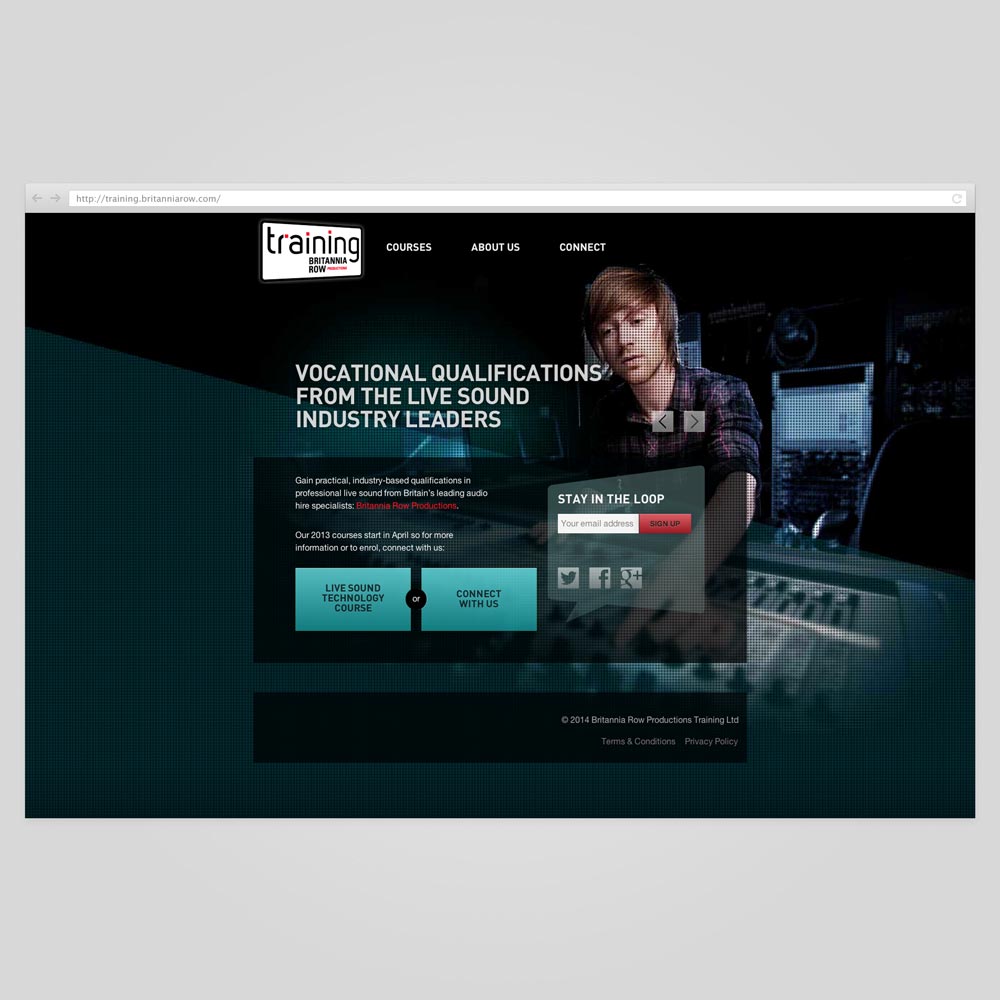 http://training.britanniarow.com/
training
BRITANNIA
ROW PRODUCTIONS
COURSES
ABOUT US
CONNECT
VOCATIONAL QUALIFICATIONS
FROM THE LIVE SOUND
INDUSTRY LEADERS
Gain practical, industry-based qualifications in
professional live sound from Britain's leading audio
hire specialists: Britannia Row Productions.
Our 2013 courses start in April so for more
information or to enrol, connect with us:
LIVE SOUND
TECHNOLOGY
COURSE
or
CONNECT
WITH US
STAY IN THE LOOP
Your email address
SIGN UP
g+
© 2014 Britannia Row Productions Training Ltd
Terms & Conditions
Privacy Policy